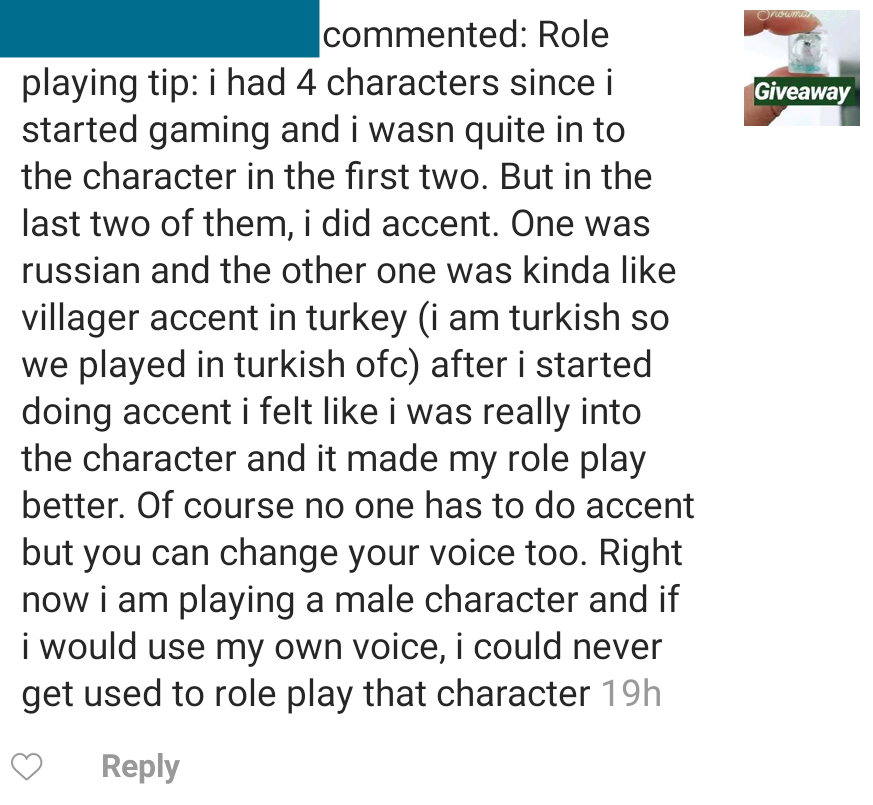 commented: Role
playing tip: i had 4 characters since i
started gaming and i wasn quite in to
the character in the first two. But in the
last two of them, i did accent. One was
russian and the other one was kinda like
villager accent in turkey (i am turkish so
we played in turkish ofc) after i started
doing accent i felt like i was really into
the character and it made my role play
better. Of course no one has to do accent
but you can change your voice too. Right
now i am playing a male character and if
i would use my own voice, i could never
get used to role play that character 19h
Reply
Giveaway